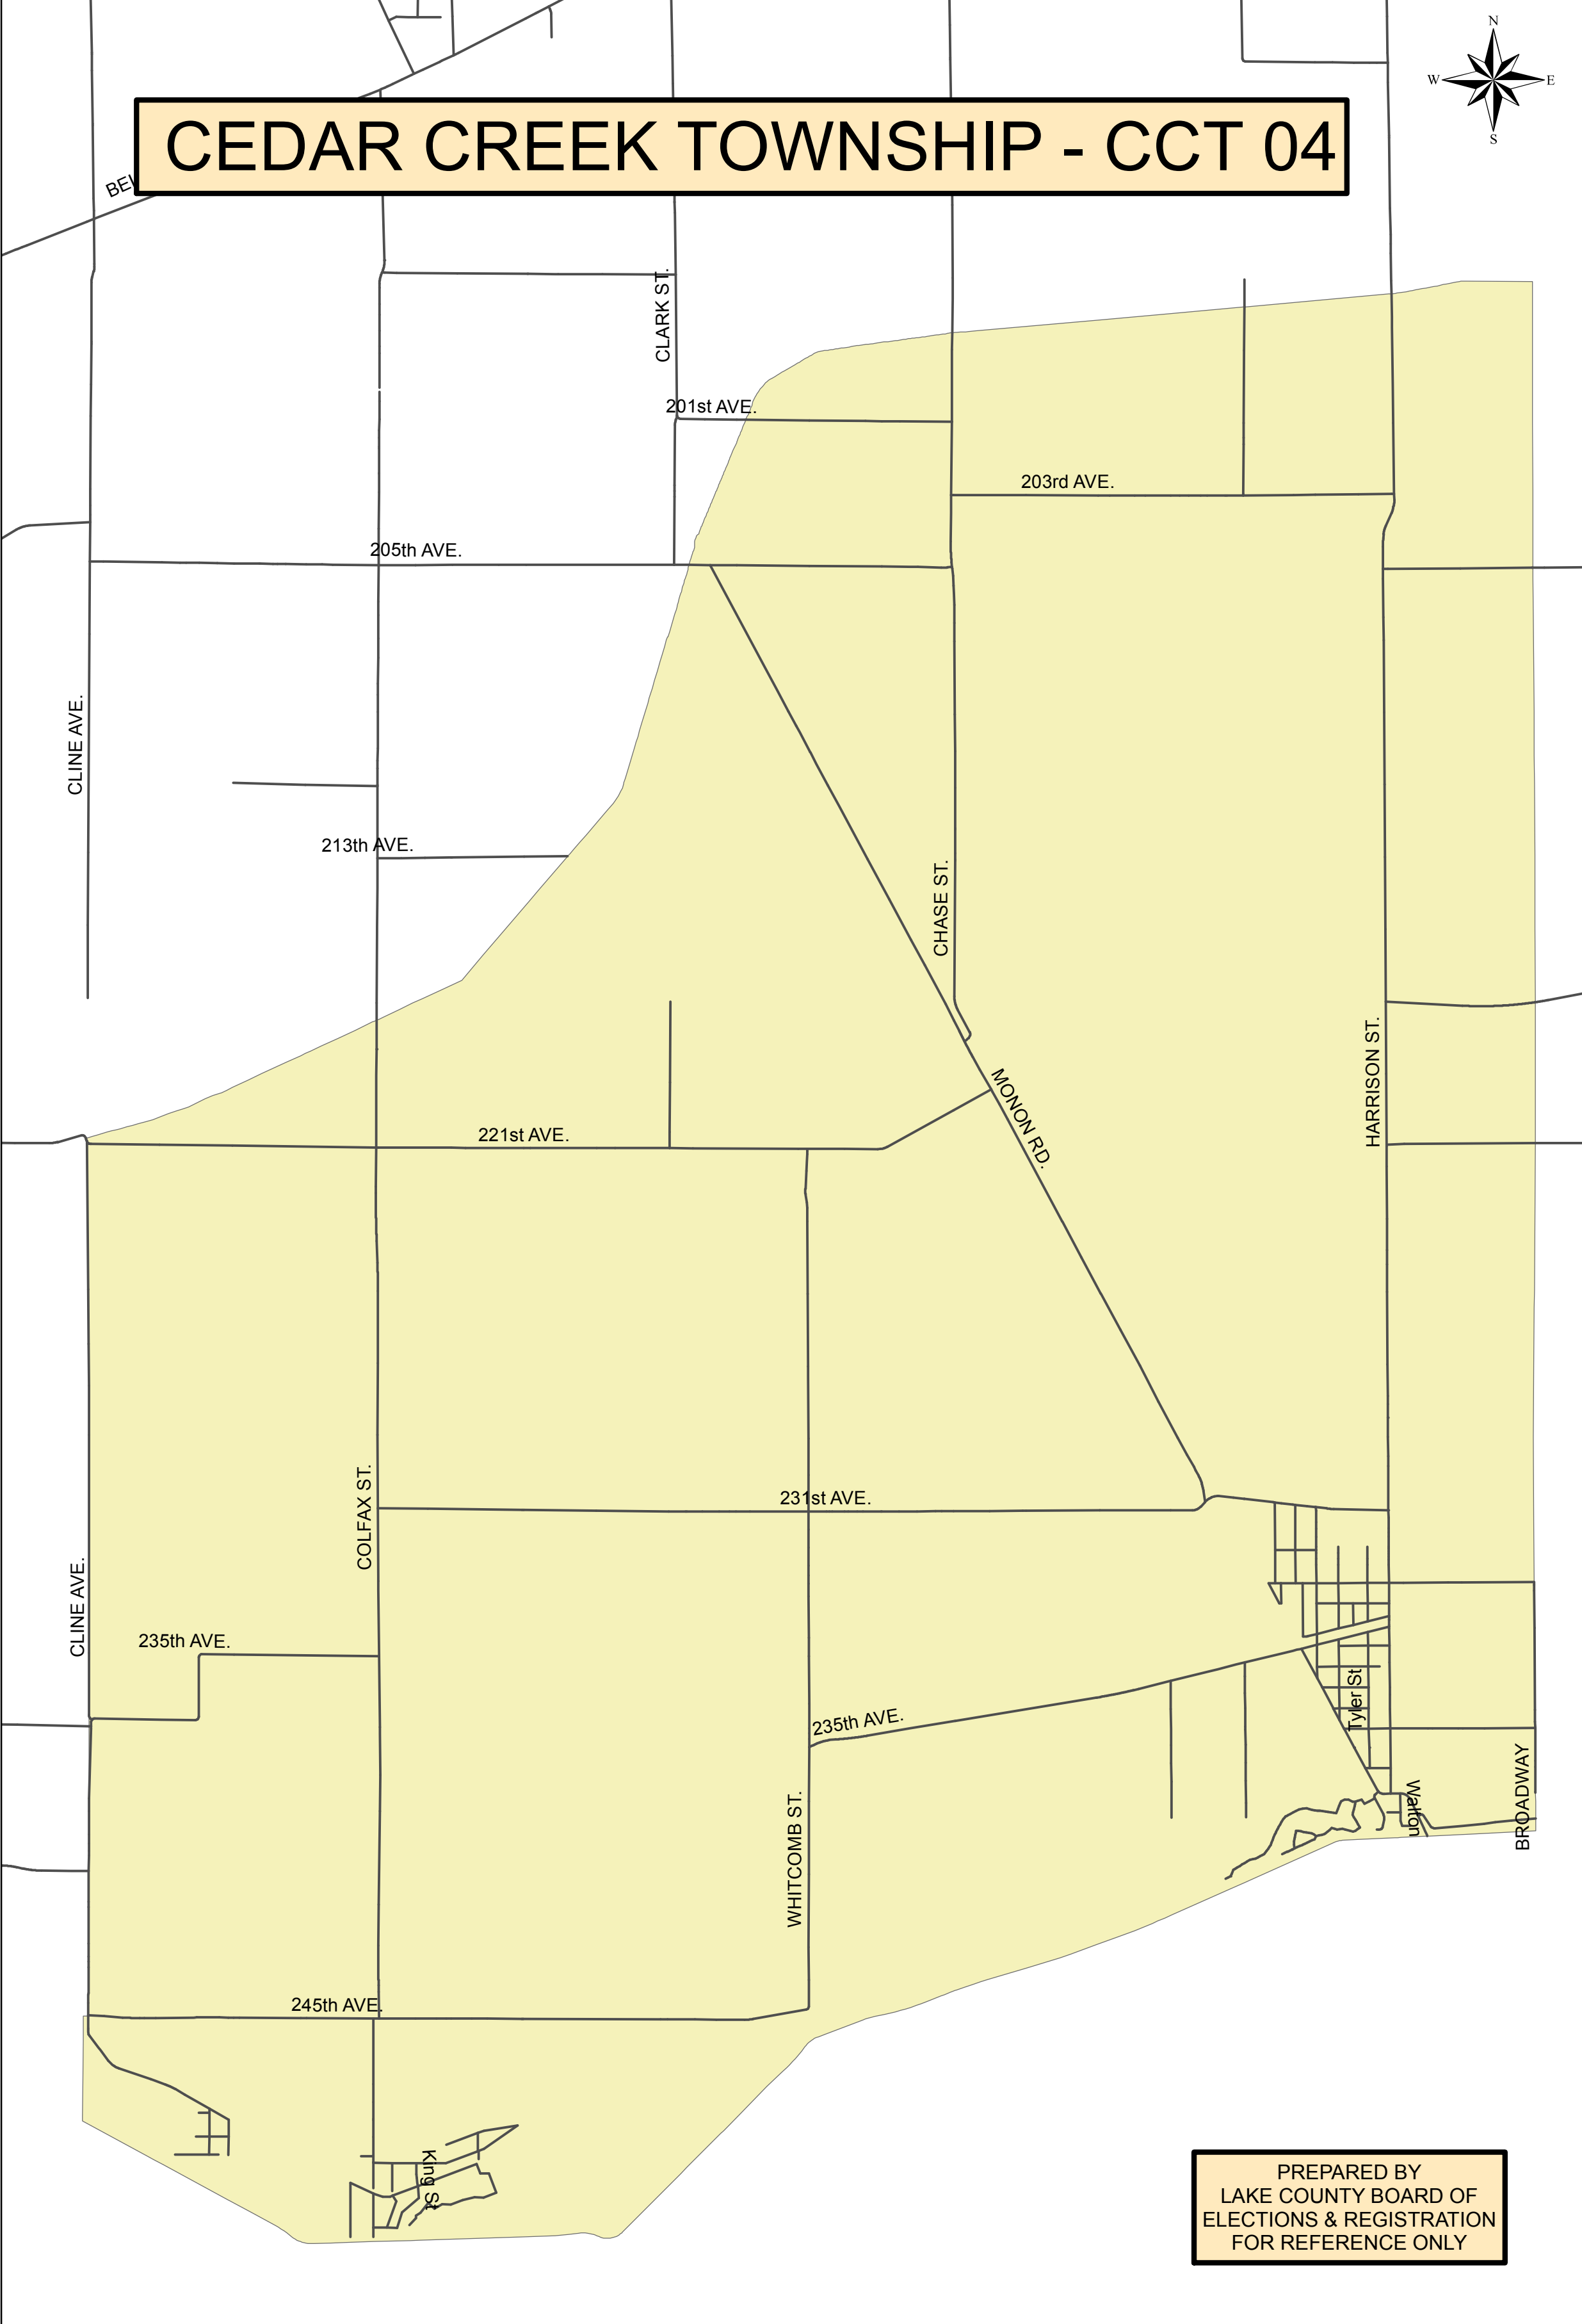 N
W
E
S
CEDAR CREEK TOWNSHIP - CCT 04
CLARK ST.
201st AVE.
203rd AVE.
205th AVE.
CLINE AVE.
213th AVE.
CHASE ST.
HARRISON ST.
MONON RD.
221st AVE.
COLFAX ST.
231st AVE.
CLINE AVE.
235th AVE.
235th AVE.
Tyler St
WHITCOMB ST.
Walton
BROADWAY
245th AVE.
King St
PREPARED BY
LAKE COUNTY BOARD OF
ELECTIONS & REGISTRATION
FOR REFERENCE ONLY